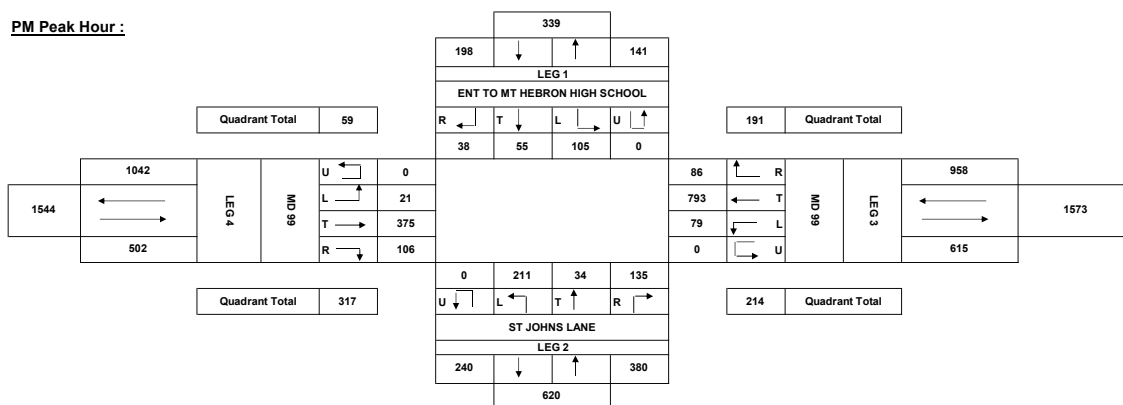 PM Peak Hour :
339
198 141
LEG 1
ENT TO MT HEBRON HIGH SCHOOL
Quadrant Total 59
R T L U
191 Quadrant Total
38 55 105 0
1042
U 0
86 R
958
1544
LEG 4
MD 99
L 21
793 T
MD 99
LEG 3
1573
T 375
79 L
502
R 106
0 U
615
0 211 34 135
Quadrant Total 317
U L T R
214 Quadrant Total
ST JOHNS LANE
LEG 2
240 380
620